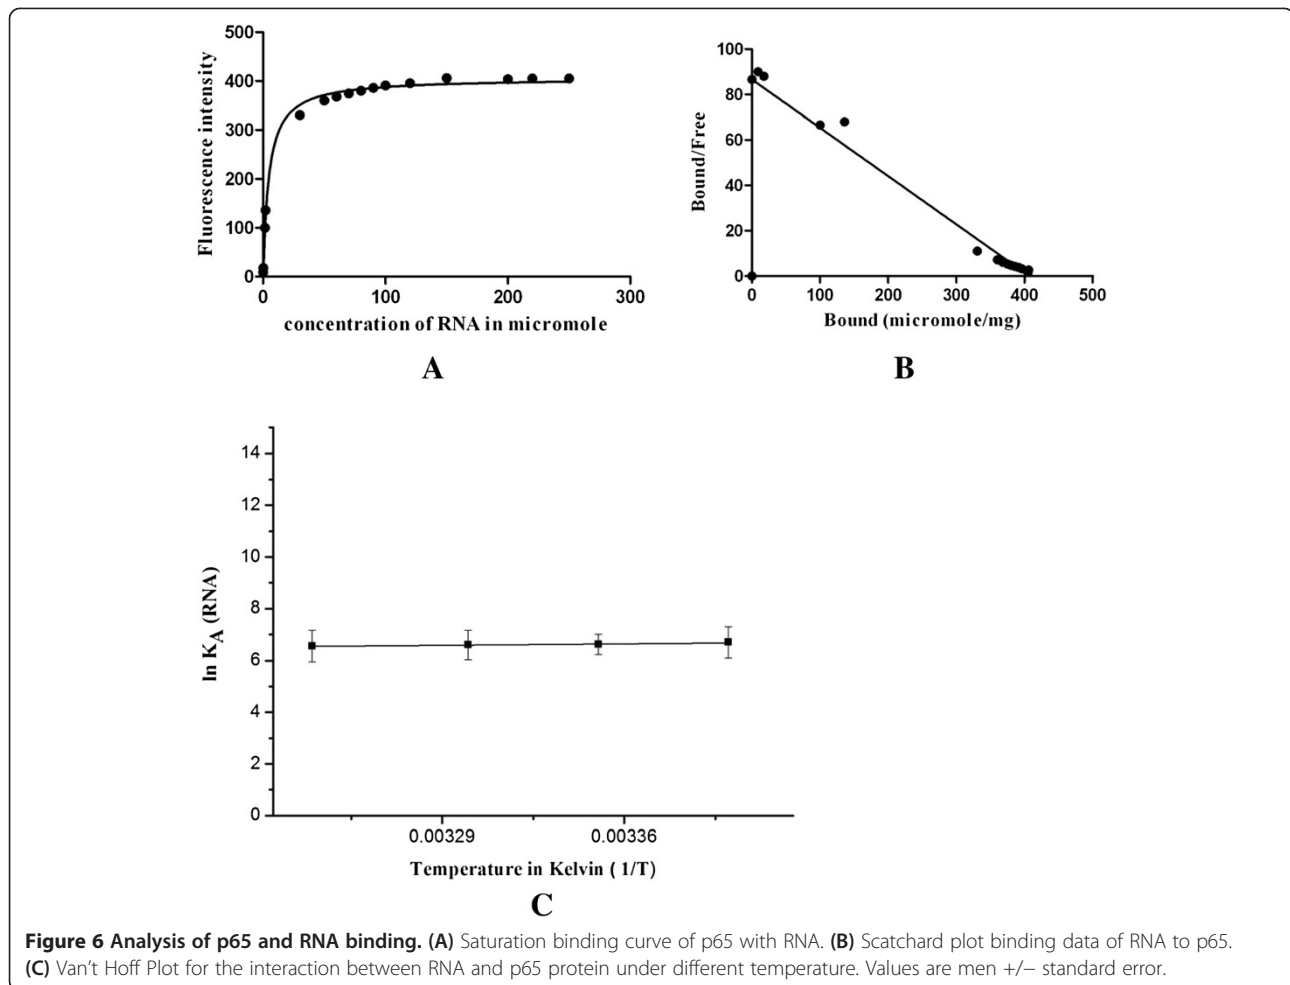 500
400
300
200
100
0
Fluorescence intensity
0
100
200
300
concentration of RNA in micromole
A
100
80
60
40
20
0
Bound/Free
0
100
200
300
400
500
Bound (micromole/mg)
B
14
12
10
8
6
4
2
0
ln KA (RNA)
0.00329
0.00336
Temperature in Kelvin ( 1/T)
C
Figure 6 Analysis of p65 and RNA binding. (A) Saturation binding curve of p65 with RNA. (B) Scatchard plot binding data of RNA to p65.
(C) Van't Hoff Plot for the interaction between RNA and p65 protein under different temperature. Values are men +/− standard error.